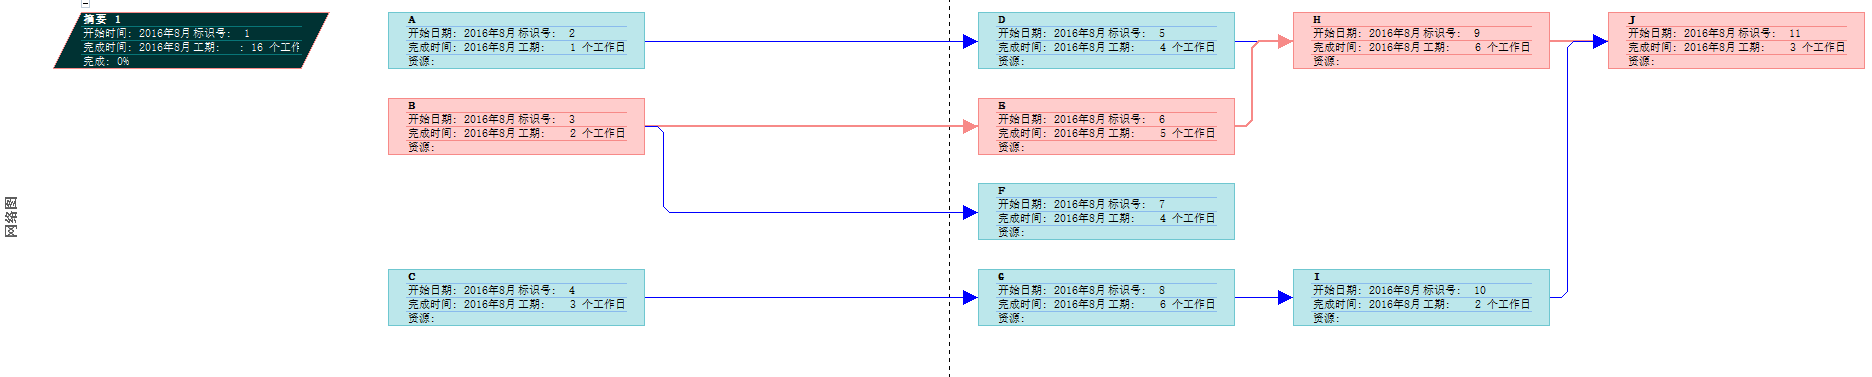 摘要 1
开始时间: 2016年8月 标识号: 1
完成时间: 2016年8月 工期: : 16 个工作
完成: 0%
A
开始日期: 2016年8月 标识号: 2
完成时间: 2016年8月 工期: 1 个工作日
资源:
D
开始日期: 2016年8月 标识号: 5
完成时间: 2016年8月 工期: 4 个工作日
资源:
H
开始日期: 2016年8月 标识号: 9
完成时间: 2016年8月 工期: 6 个工作日
资源:
J
开始日期: 2016年8月 标识号: 11
完成时间: 2016年8月 工期: 3 个工作日
资源:
B
开始日期: 2016年8月 标识号: 3
完成时间: 2016年8月 工期: 2 个工作日
资源:
E
开始日期: 2016年8月 标识号: 6
完成时间: 2016年8月 工期: 5 个工作日
资源:
网络图
F
开始日期: 2016年8月 标识号: 7
完成时间: 2016年8月 工期: 4 个工作日
资源:
C
开始日期: 2016年8月 标识号: 4
完成时间: 2016年8月 工期: 3 个工作日
资源:
G
开始日期: 2016年8月 标识号: 8
完成时间: 2016年8月 工期: 6 个工作日
资源:
I
开始日期: 2016年8月 标识号: 10
完成时间: 2016年8月 工期: 2 个工作日
资源: